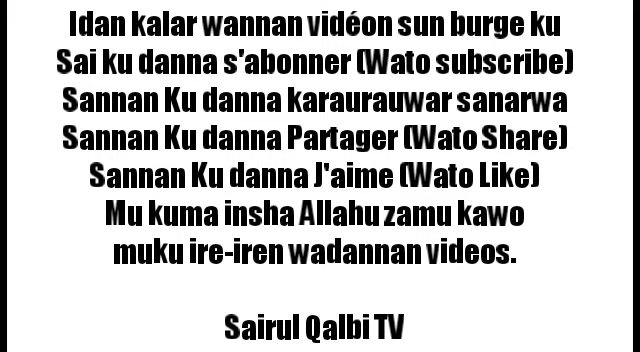 Idan kalar wannan vidéon sun burge ku
Sai ku danna s'abonner (Wato subscribe)
Sannan Ku danna karaurauwar sanarwa
Sannan Ku danna Partager (Wato Share)
Sannan Ku danna J'aime (Wato Like)
Mu kuma insha Allahu zamu kawo
muku ire-iren wadannan videos.
Sairul Qalbi TV